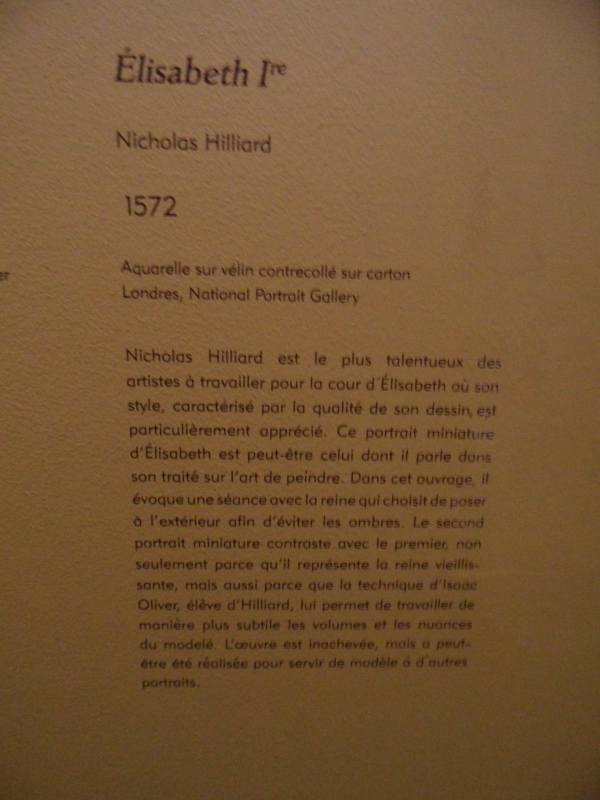 Élisabeth Iʳᵉ
Nicholas Hilliard
1572
er
Aquarelle sur vélin contrecollé sur carton
Londres, National Portrait Gallery
Nicholas Hilliard est le plus talentueux des
artistes à travailler pour la cour d'Élisabeth où son
style, caractérisé par la qualité de son dessin, est
particulièrement apprécié. Ce portrait miniature
d'Élisabeth est peut-être celui dont il parle dans
son traité sur l'art de peindre. Dans cet ouvrage, il
évoque une séance avec la reine qui choisit de poser
à l'extérieur afin d'éviter les ombres. Le second
portrait miniature contraste avec le premier, non
seulement parce qu'il représente la reine vieillis-
sante, mais aussi parce que la technique d'Isaac
Oliver, élève d'Hilliard, lui permet de travailler de
manière plus subtile les volumes et les nuances
du modelé. L'œuvre est inachevée, mais a peut-
être été réalisée pour servir de modèle à d'autres
portraits.